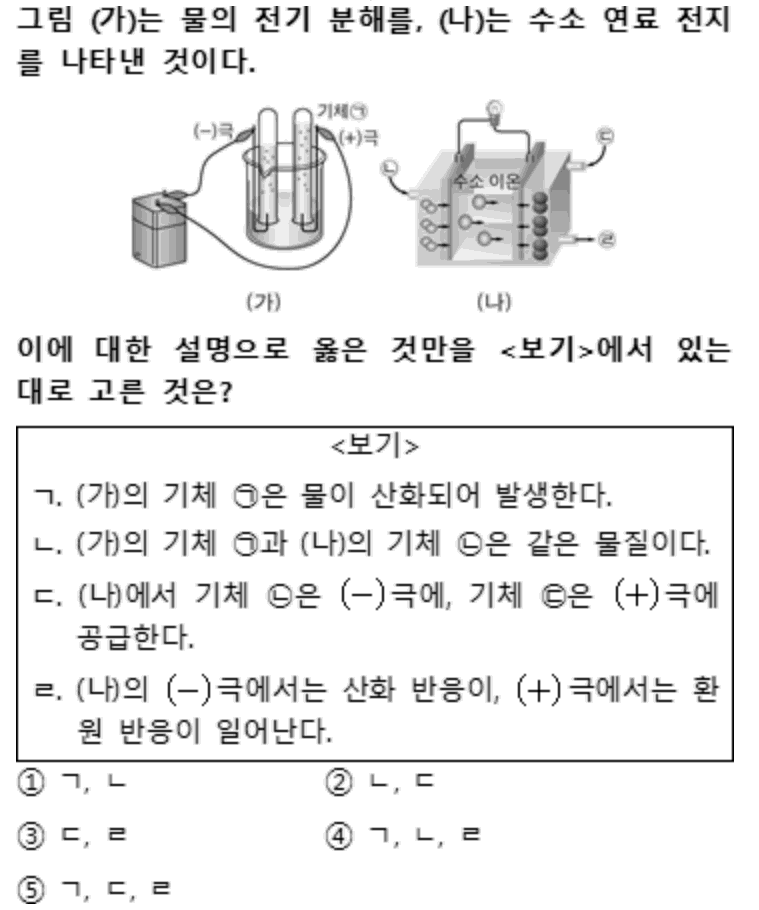 그림 (가)는 물의 전기 분해를, (나)는 수소 연료 전지
를 나타낸 것이다.
기체㉠
(-)극
(+)극
㉢
㉡
수소 이온
㉣
(가)
(나)
이에 대한 설명으로 옳은 것만을 <보기>에서 있는
대로 고른 것은?
<보기>
ㄱ. (가)의 기체 ㉠은 물이 산화되어 발생한다.
ㄴ. (가)의 기체 ㉠과 (나)의 기체 ㉡은 같은 물질이다.
ㄷ. (나)에서 기체 ㉡은 (-)극에, 기체 ㉢은 (+)극에
공급한다.
ㄹ. (나)의 (-)극에서는 산화 반응이, (+)극에서는 환
원 반응이 일어난다.
① ㄱ, ㄴ ② ㄴ, ㄷ
③ ㄷ, ㄹ ④ ㄱ, ㄴ, ㄹ
⑤ ㄱ, ㄷ, ㄹ